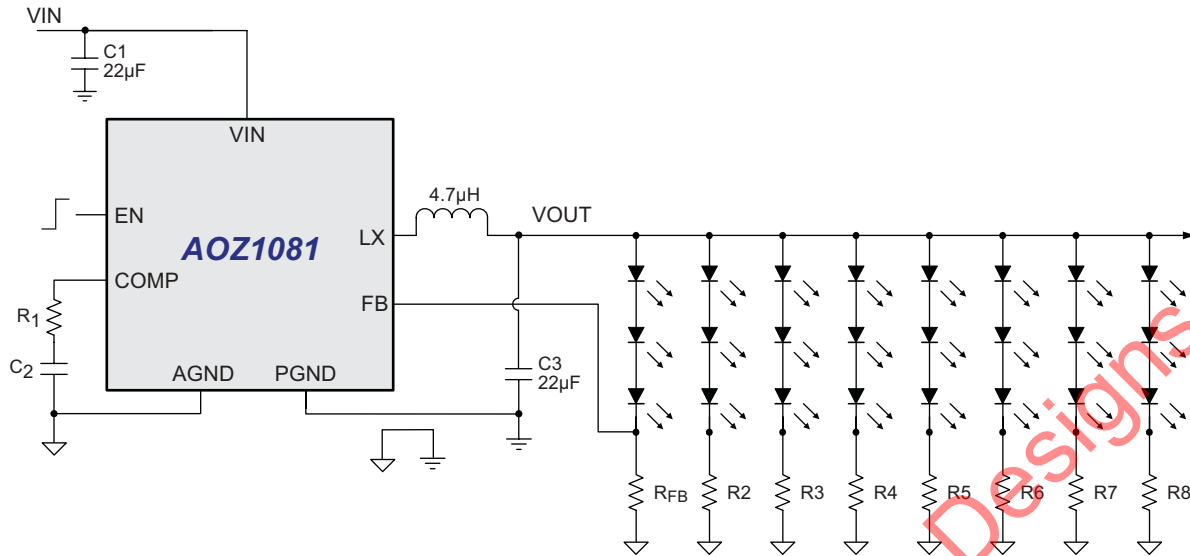 VIN
C1
22µF
VIN
EN
AOZ1081
COMP
LX
FB
AGND
PGND
R1
C2
4.7µH
VOUT
C3
22µF
RFB
R2
R3
R4
R5
R6
R7
R8
Designs